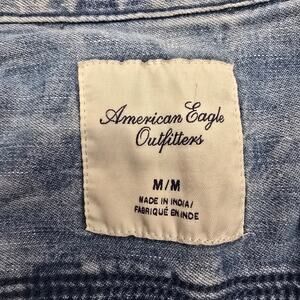 American Eagle
Outfitters
M/M
MADE IN INDIA/
FABRIQUÉ EN INDE